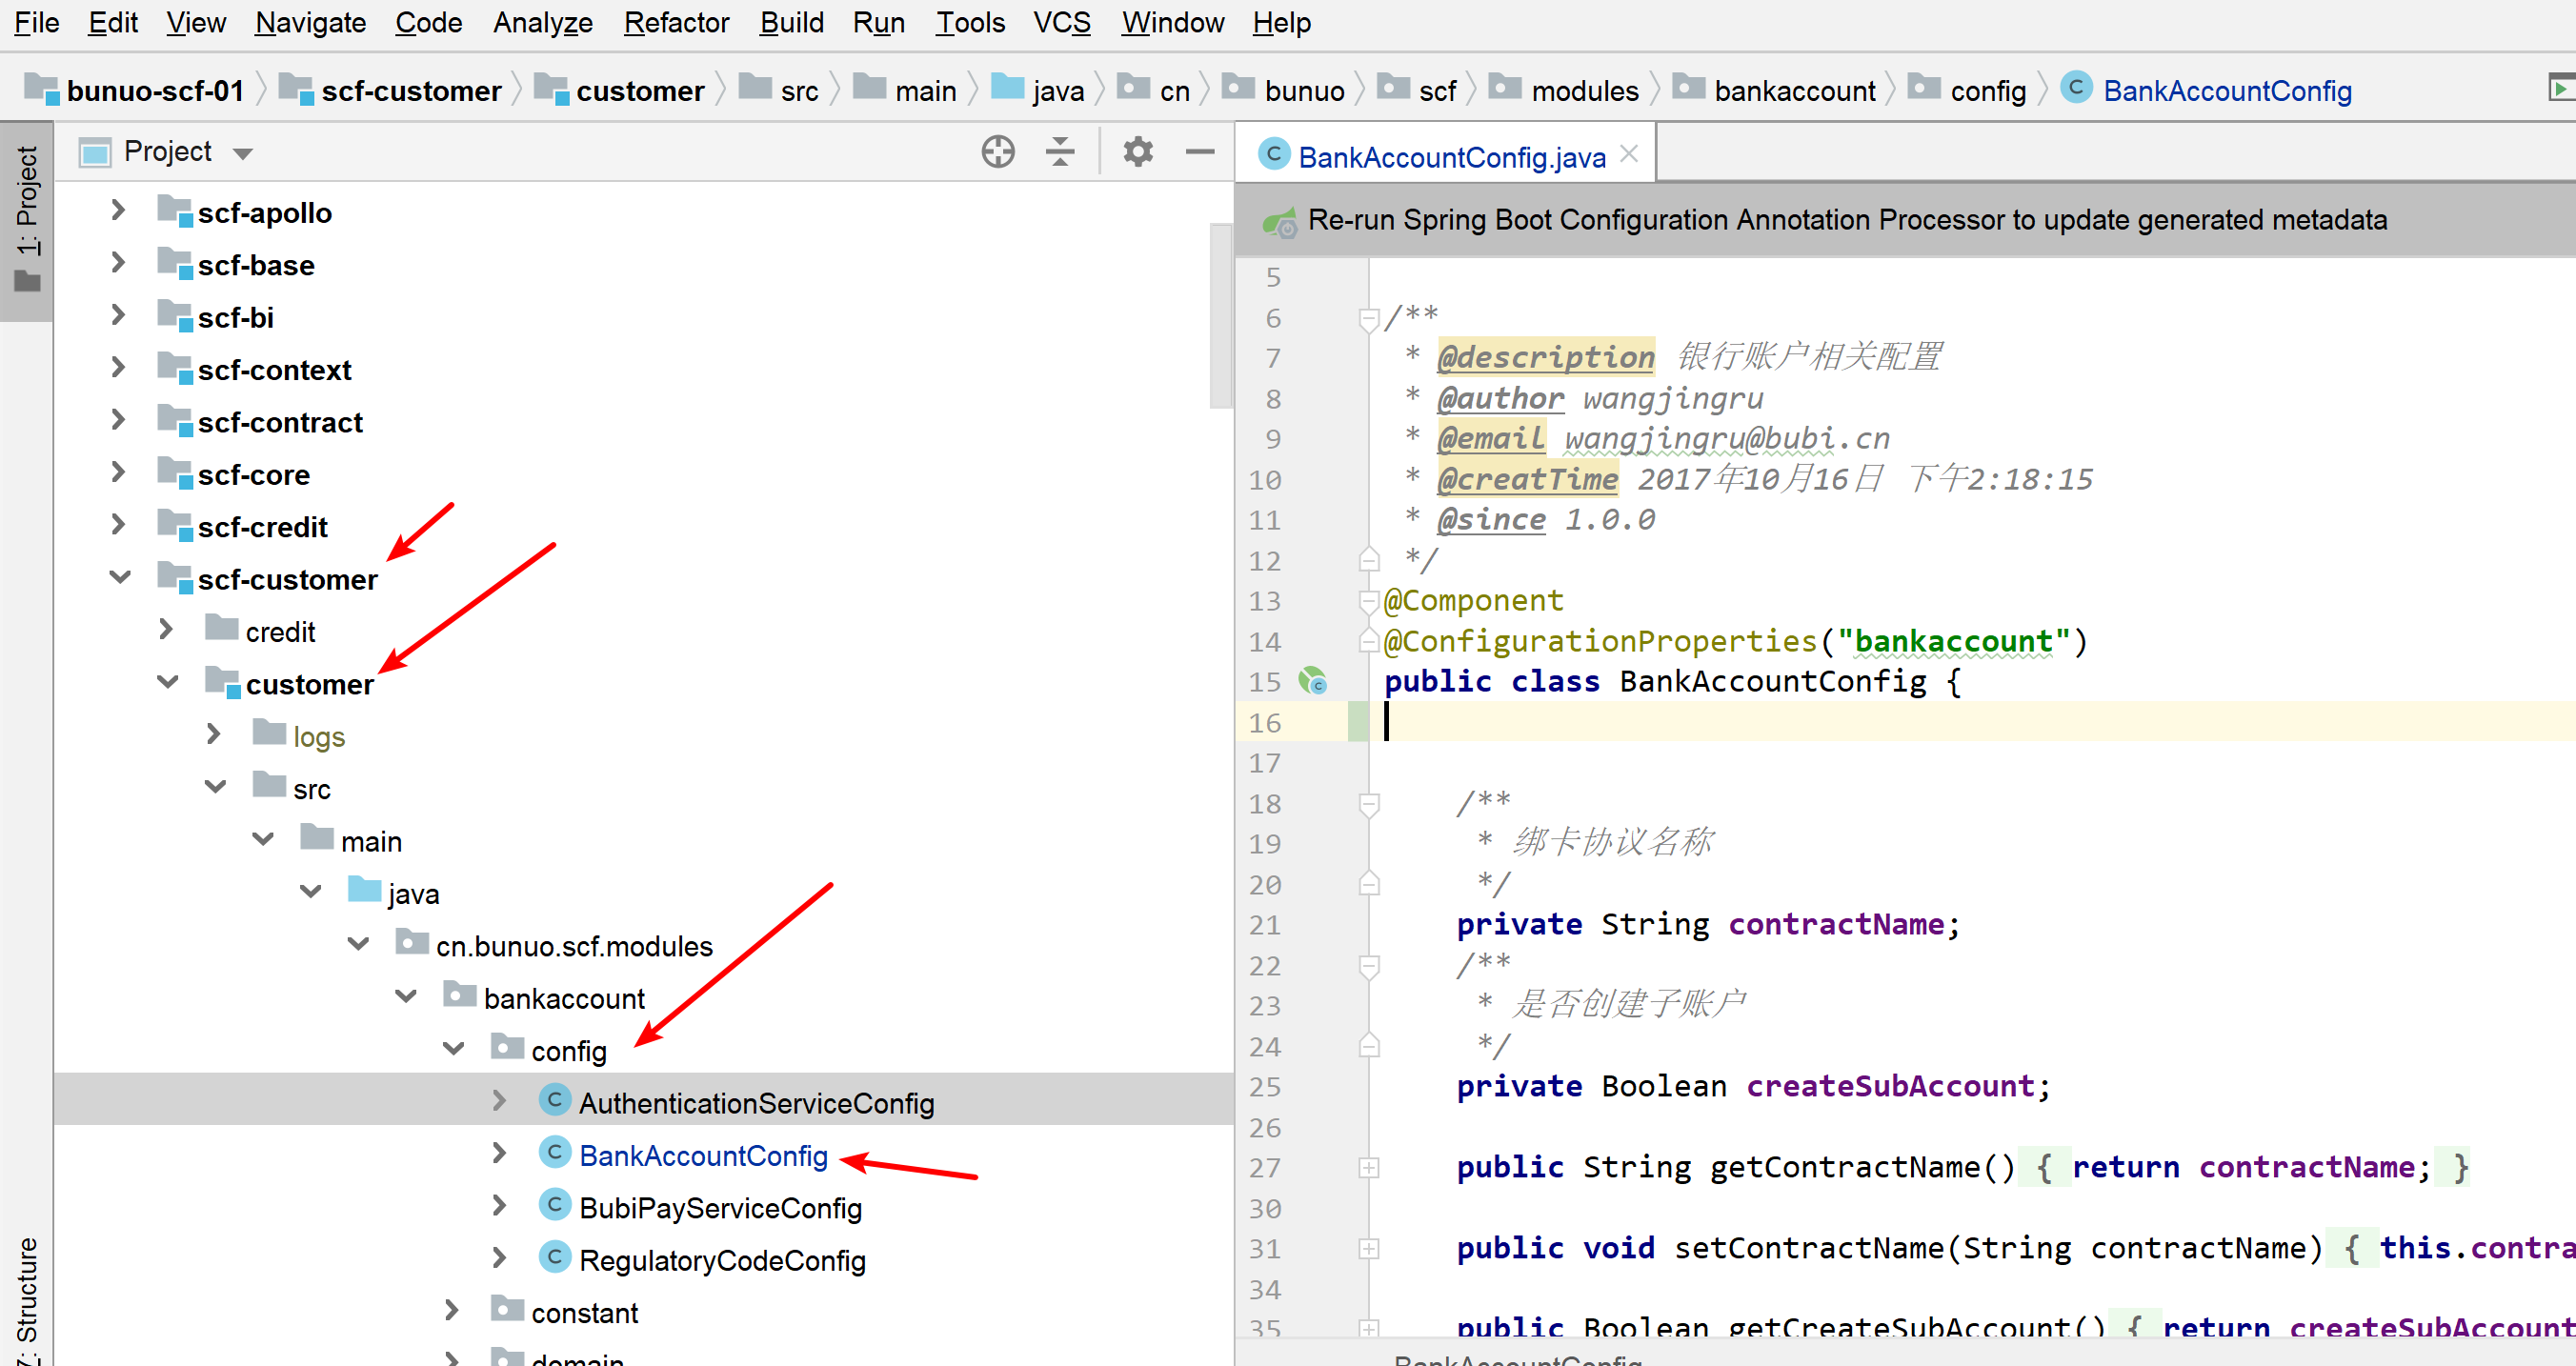 File Edit View Navigate Code Analyze Refactor Build Run Tools VCS Window Help
bunuo-scf-01 scf-customer customer src main java cn bunuo scf modules bankaccount config BankAccountConfig
1: Project
7: Structure
Project
scf-apollo
scf-base
scf-bi
scf-context
scf-contract
scf-core
scf-credit
scf-customer
credit
customer
logs
src
main
java
cn.bunuo.scf.modules
bankaccount
config
AuthenticationServiceConfig
BankAccountConfig
BubiPayServiceConfig
RegulatoryCodeConfig
constant
domain
BankAccountConfig.java
Re-run Spring Boot Configuration Annotation Processor to update generated metadata
5
6 /**
7 * @description 银行账户相关配置
8 * @author wangjingru
9 * @email wangjingru@bubi.cn
10 * @creatTime 2017年10月16日 下午2:18:15
11 * @since 1.0.0
12 */
13 @Component
14 @ConfigurationProperties("bankaccount")
15 public class BankAccountConfig {
16
17
18 /**
19 * 绑卡协议名称
20 */
21 private String contractName;
22 /**
23 * 是否创建子账户
24 */
25 private Boolean createSubAccount;
26
27 public String getContractName() { return contractName; }
30
31 public void setContractName(String contractName) { this.contra
34
35 public Boolean getCreateSubAccount() { return createSubAccount
BankAccountConfig